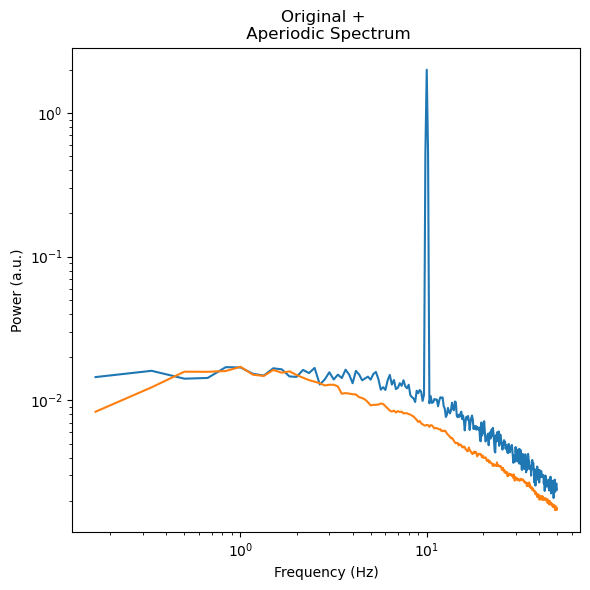 Original +
Aperiodic Spectrum
Power (a.u.)
10⁰
10⁻¹
10⁻²
10⁰
10¹
Frequency (Hz)